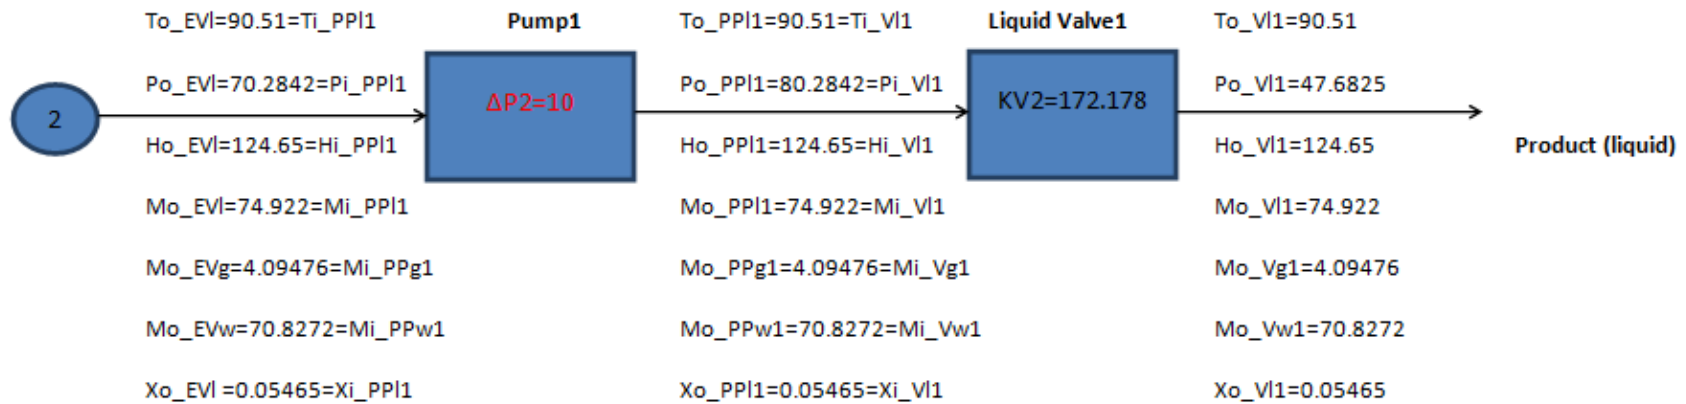 To_EVl=90.51=Ti_PPl1 Pump1 To_PPl1=90.51=Ti_Vl1 Liquid Valve1 To_Vl1=90.51
Po_EVl=70.2842=Pi_PPl1 Po_PPl1=80.2842=Pi_Vl1 Po_Vl1=47.6825
2 ΔP2=10 KV2=172.178
Ho_EVl=124.65=Hi_PPl1 Ho_PPl1=124.65=Hi_Vl1 Ho_Vl1=124.65 Product (liquid)
Mo_EVl=74.922=Mi_PPl1 Mo_PPl1=74.922=Mi_Vl1 Mo_Vl1=74.922
Mo_EVg=4.09476=Mi_PPg1 Mo_PPg1=4.09476=Mi_Vg1 Mo_Vg1=4.09476
Mo_EVw=70.8272=Mi_PPw1 Mo_PPw1=70.8272=Mi_Vw1 Mo_Vw1=70.8272
Xo_EVl =0.05465=Xi_PPl1 Xo_PPl1=0.05465=Xi_Vl1 Xo_Vl1=0.05465